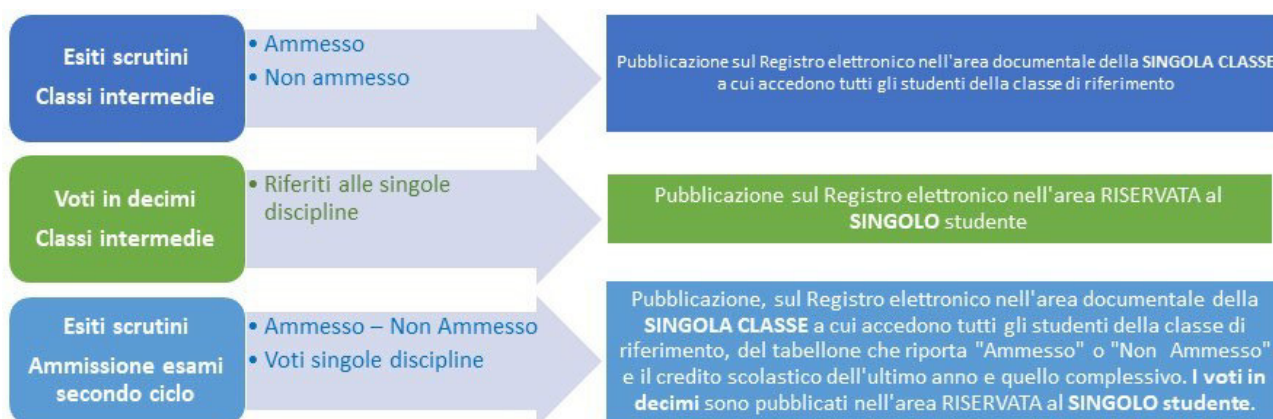 Esiti scrutini
Classi intermedie
• Ammesso
• Non ammesso
Pubblicazione sul Registro elettronico nell'area documentale della SINGOLA CLASSE
a cui accedono tutti gli studenti della classe di riferimento
Voti in decimi
Classi intermedie
• Riferiti alle singole
discipline
Pubblicazione sul Registro elettronico nell'area RISERVATA al
SINGOLO studente
Esiti scrutini
Ammissione esami
secondo ciclo
• Ammesso – Non Ammesso
• Voti singole discipline
Pubblicazione, sul Registro elettronico nell'area documentale della
SINGOLA CLASSE a cui accedono tutti gli studenti della classe di
riferimento, del tabellone che riporta "Ammesso" o "Non Ammesso"
e il credito scolastico dell'ultimo anno e quello complessivo. I voti in
decimi sono pubblicati nell'area RISERVATA al SINGOLO studente.